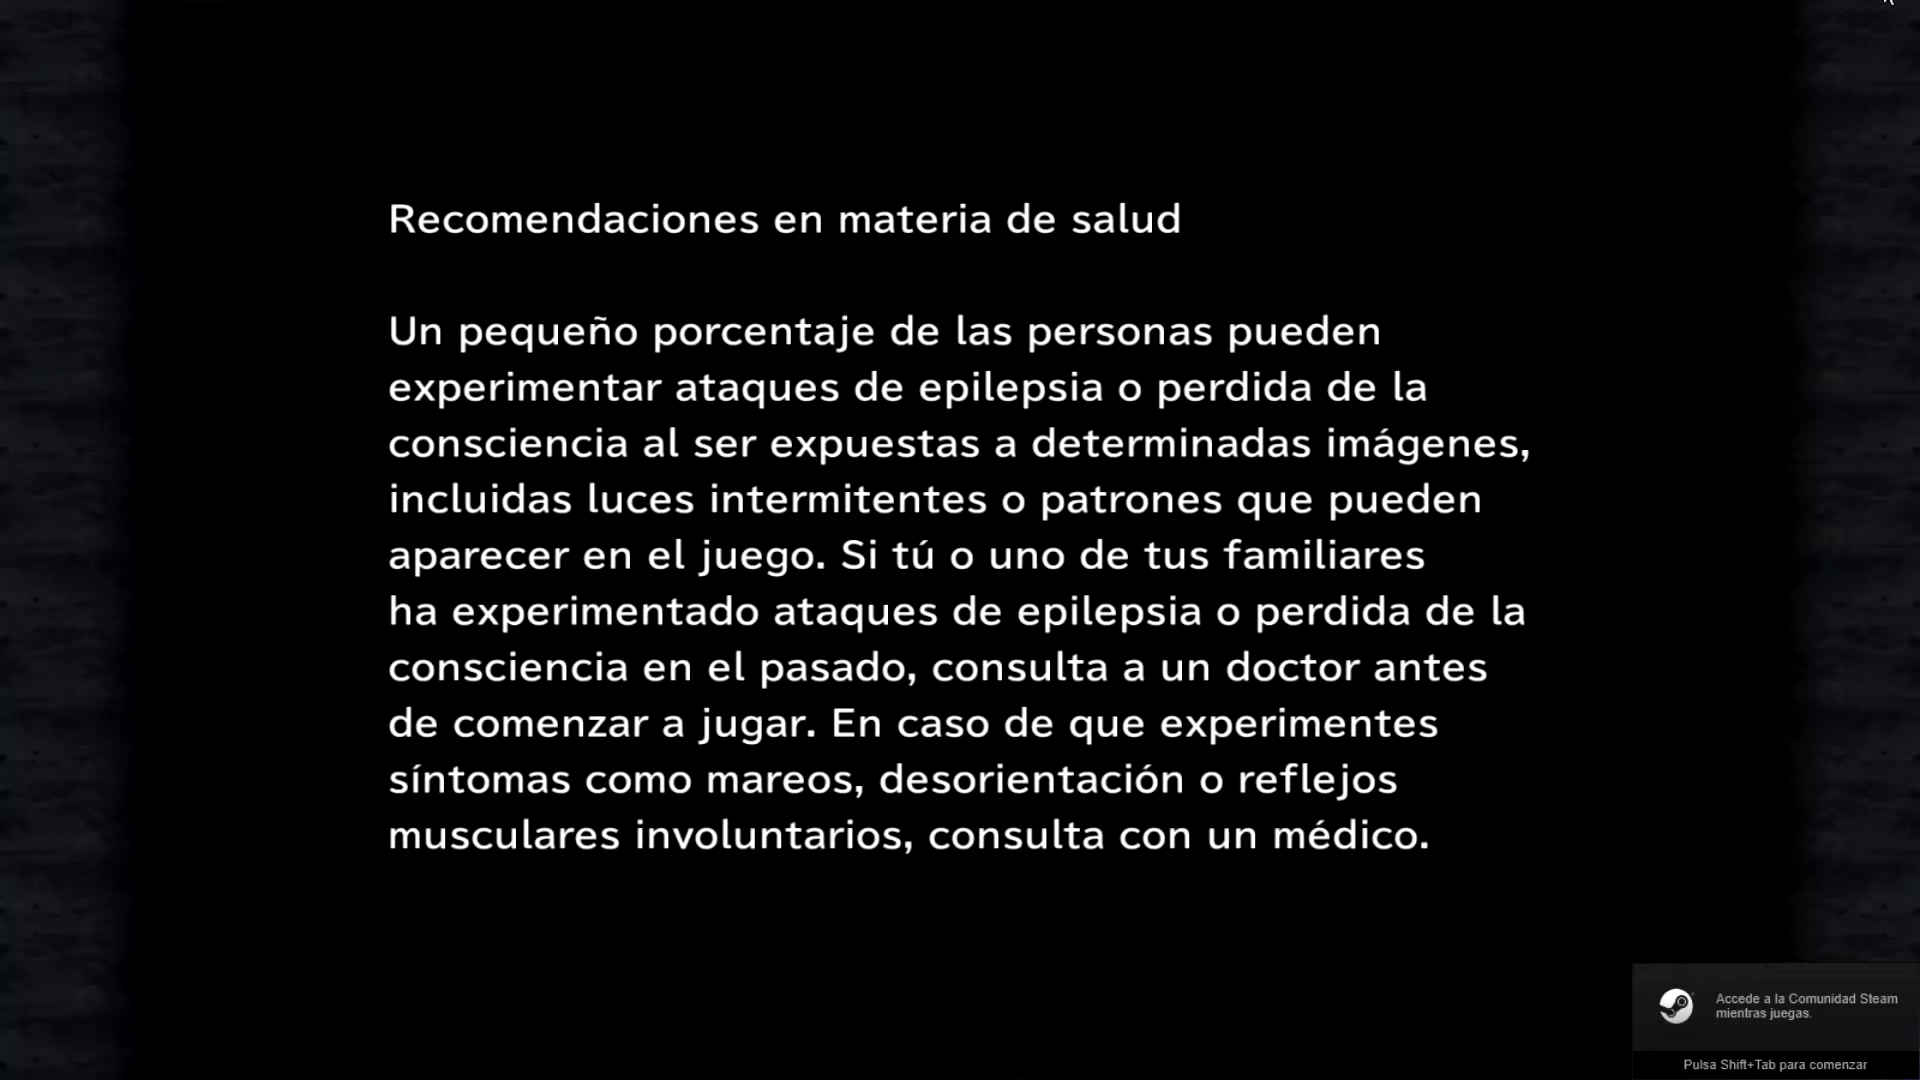 Recomendaciones en materia de salud
Un pequeño porcentaje de las personas pueden
experimentar ataques de epilepsia o perdida de la
consciencia al ser expuestas a determinadas imágenes,
incluidas luces intermitentes o patrones que pueden
aparecer en el juego. Si tú o uno de tus familiares
ha experimentado ataques de epilepsia o perdida de la
consciencia en el pasado, consulta a un doctor antes
de comenzar a jugar. En caso de que experimentes
síntomas como mareos, desorientación o reflejos
musculares involuntarios, consulta con un médico.
Accede a la Comunidad Steam
mientras juegas.
Pulsa Shift+Tab para comenzar